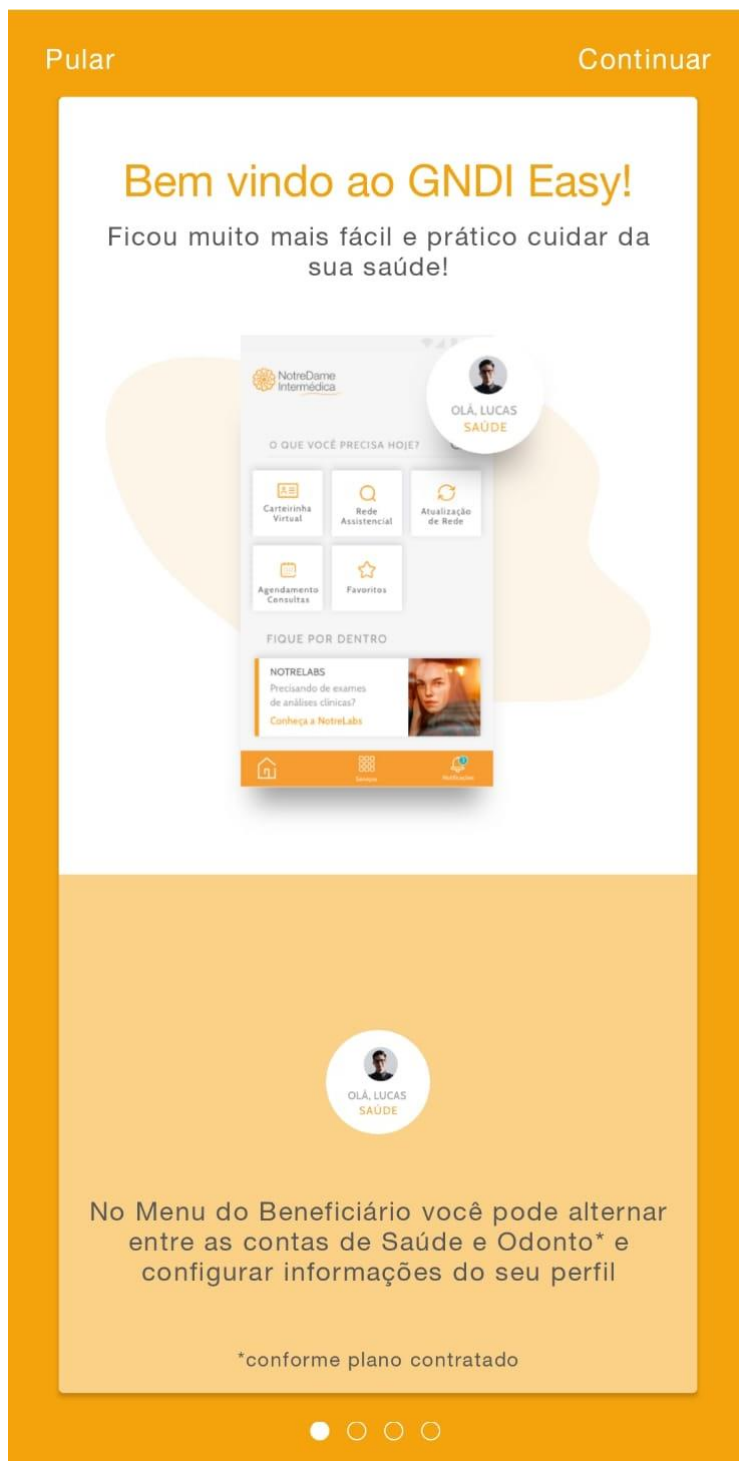 Pular
Continuar
Bem vindo ao GNDI Easy!
Ficou muito mais fácil e prático cuidar da
sua saúde!
NotreDame
Intermédica
OLÁ, LUCAS
SAÚDE
O QUE VOCÊ PRECISA HOJE?
Carteirinha
Virtual
Rede
Assistencial
Atualização
de Rede
Agendamento
Consultas
Favoritos
FIQUE POR DENTRO
NOTRELABS
Precisando de exames
de análises clínicas?
Conheça a NotreLabs
Serviços
Notificações
OLÁ, LUCAS
SAÚDE
No Menu do Beneficiário você pode alternar
entre as contas de Saúde e Odonto* e
configurar informações do seu perfil
*conforme plano contratado